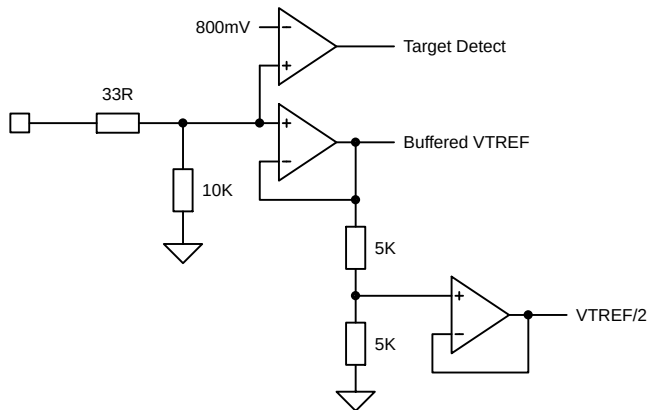 800mV
Target Detect
33R
Buffered VTREF
10K
5K
VTREF/2
5K